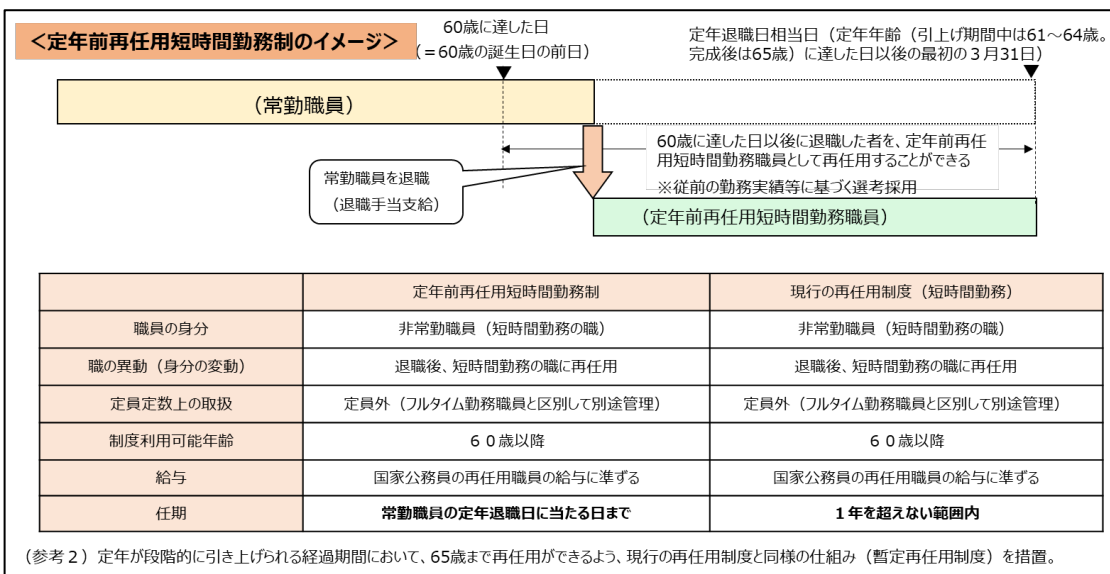 ＜定年前再任用短時間勤務制のイメージ＞
60歳に達した日
（＝60歳の誕生日の前日）
定年退職日相当日（定年年齢（引上げ期間中は61～64歳。
完成後は65歳）に達した日以後の最初の３月31日）
（常勤職員）
60歳に達した日以後に退職した者を、定年前再任
用短時間勤務職員として再任用することができる
※従前の勤務実績等に基づく選考採用
常勤職員を退職
（退職手当支給）
（定年前再任用短時間勤務職員）
定年前再任用短時間勤務制 現行の再任用制度（短時間勤務）
職員の身分 非常勤職員（短時間勤務の職） 非常勤職員（短時間勤務の職）
職の異動（身分の変動） 退職後、短時間勤務の職に再任用 退職後、短時間勤務の職に再任用
定員定数上の取扱 定員外（フルタイム勤務職員と区別して別途管理） 定員外（フルタイム勤務職員と区別して別途管理）
制度利用可能年齢 ６０歳以降 ６０歳以降
給与 国家公務員の再任用職員の給与に準ずる 国家公務員の再任用職員の給与に準ずる
任期 常勤職員の定年退職日に当たる日まで １年を超えない範囲内
（参考２）定年が段階的に引き上げられる経過期間において、65歳まで再任用ができるよう、現行の再任用制度と同様の仕組み（暫定再任用制度）を措置。